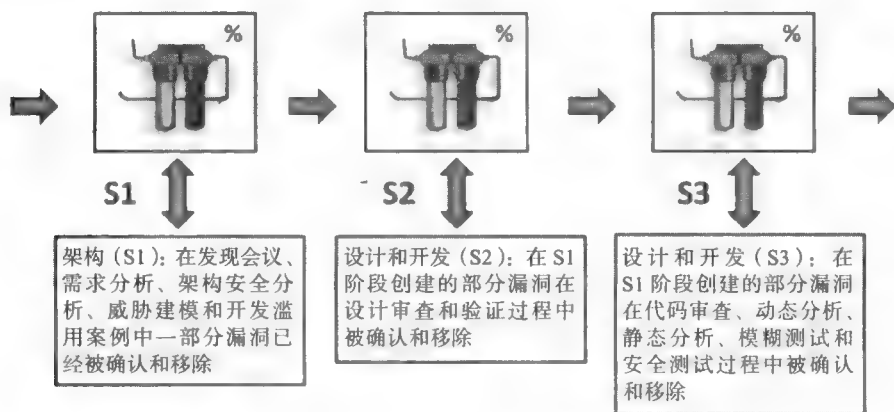 %
%
%
S1
S2
S3
架构(S1):在发现会议、
需求分析、架构安全分
析、威胁建模和开发滥
用案例中一部分漏洞已
经被确认和移除
设计和开发(S2):在S1
阶段创建的部分漏洞在
设计审查和验证过程中
被确认和移除
设计和开发(S3):在
S1阶段创建的部分漏洞
在代码审查、动态分析、
静态分析、模糊测试和
安全测试过程中被确认
和移除